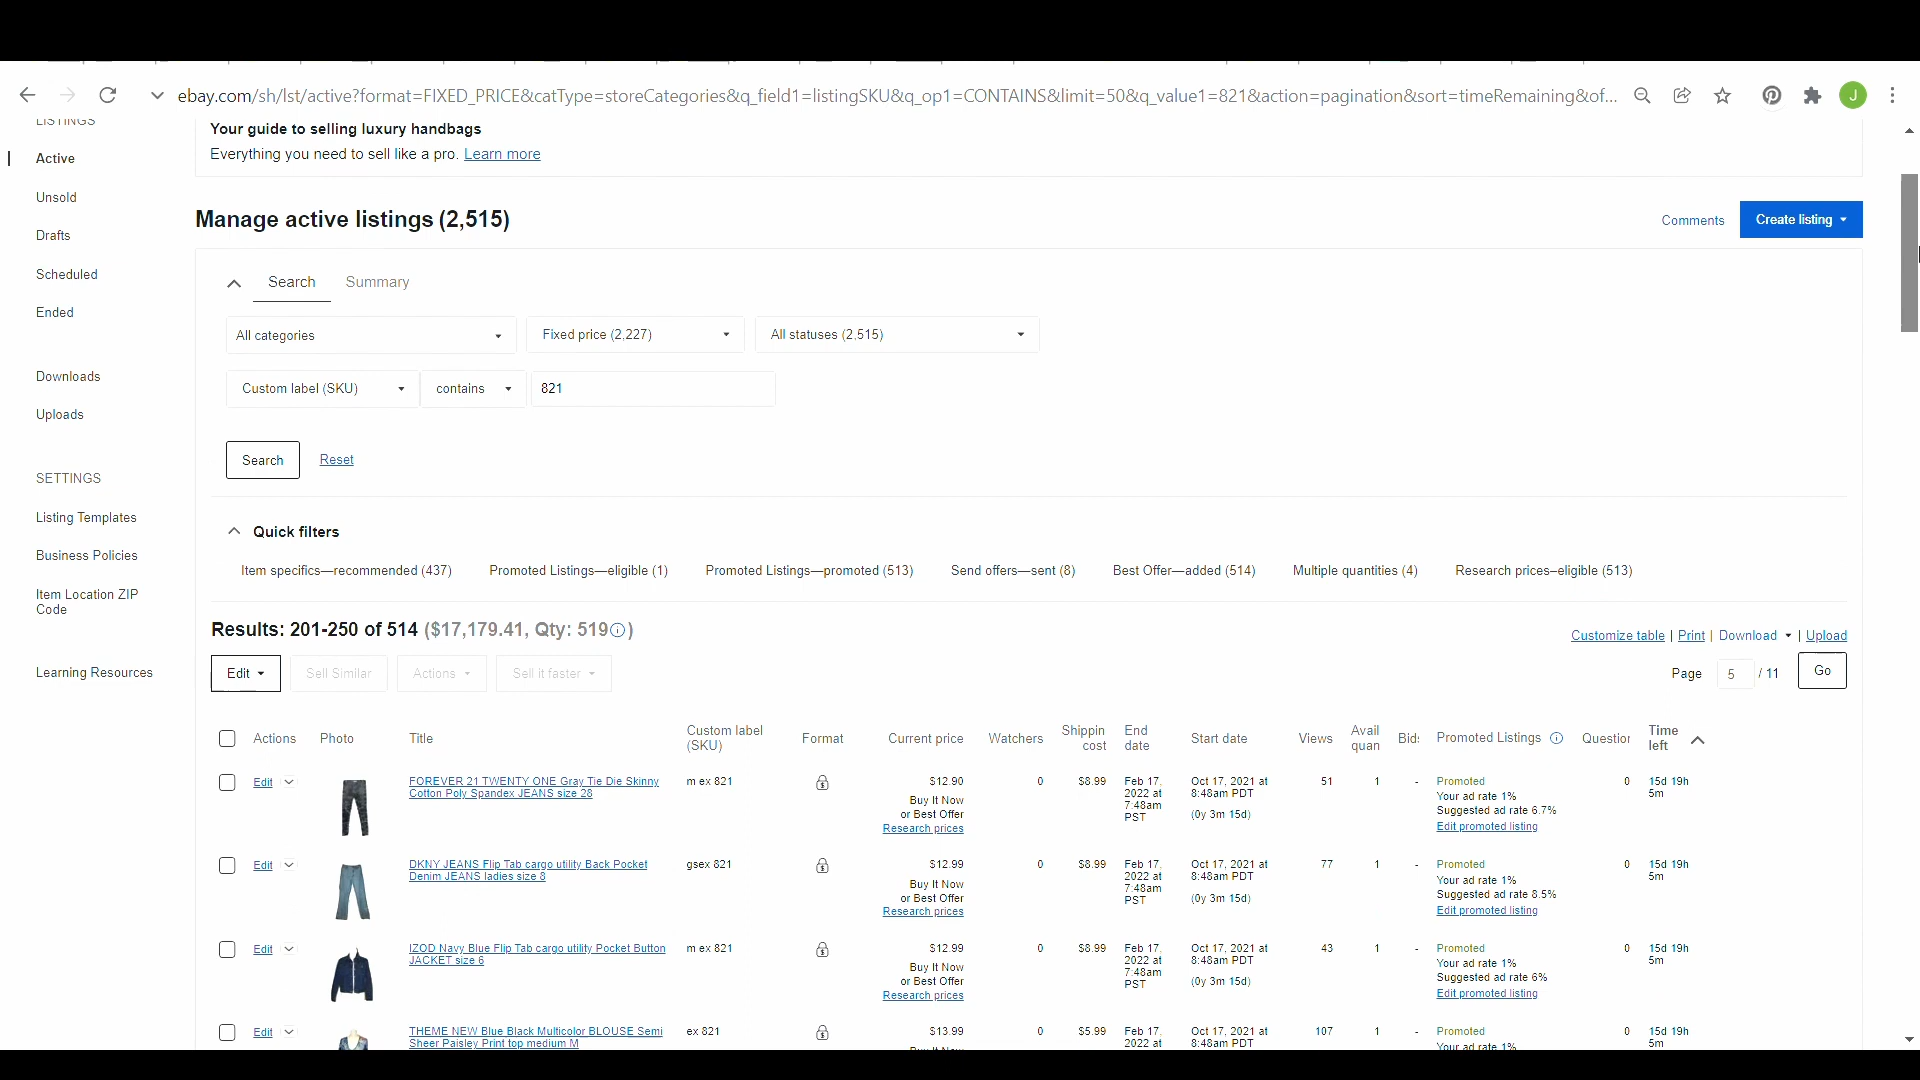 ebay.com/sh/lst/active?format=FIXED_PRICE&catType=storeCategories&q_field1=listingSKU&q_op1=CONTAINS&limit=50&q_value1=821&action=pagination&sort=timeRemaining&of...
J
LISTINGS
Active
Unsold
Drafts
Scheduled
Ended
Downloads
Uploads
SETTINGS
Listing Templates
Business Policies
Item Location ZIP
Code
Learning Resources
Your guide to selling luxury handbags
Everything you need to sell like a pro. Learn more
Manage active listings (2,515)
Comments
Create listing
Search Summary
All categories Fixed price (2,227) All statuses (2,515)
Custom label (SKU) contains 821
Search Reset
Quick filters
Item specifics—recommended (437) Promoted Listings—eligible (1) Promoted Listings—promoted (513) Send offers—sent (8) Best Offer—added (514) Multiple quantities (4) Research prices–eligible (513)
Results: 201-250 of 514 ($17,179.41, Qty: 519)
Customize table | Print | Download | Upload
Edit Sell Similar Actions Sell it faster
Page 5 / 11 Go
Actions Photo Title
Custom label
(SKU)
Format Current price Watchers
Shippin
cost
End
date
Start date Views
Avail
quan
Bid: Promoted Listings Question
Time
left
Edit
FOREVER 21 TWENTY ONE Gray Tie Die Skinny
Cotton Poly Spandex JEANS size 28
m ex 821
$12.90
Buy It Now
or Best Offer
Research prices
0
$8.99
Feb 17,
2022 at
7:48am
PST
Oct 17, 2021 at
8:48am PDT
(0y 3m 15d)
51
1
-
Promoted
Your ad rate 1%
Suggested ad rate 6.7%
Edit promoted listing
0
15d 19h
5m
Edit
DKNY JEANS Flip Tab cargo utility Back Pocket
Denim JEANS ladies size 8
gsex 821
$12.99
Buy It Now
or Best Offer
Research prices
0
$8.99
Feb 17,
2022 at
7:48am
PST
Oct 17, 2021 at
8:48am PDT
(0y 3m 15d)
77
1
-
Promoted
Your ad rate 1%
Suggested ad rate 8.5%
Edit promoted listing
0
15d 19h
5m
Edit
IZOD Navy Blue Flip Tab cargo utility Pocket Button
JACKET size 6
m ex 821
$12.99
Buy It Now
or Best Offer
Research prices
0
$8.99
Feb 17,
2022 at
7:48am
PST
Oct 17, 2021 at
8:48am PDT
(0y 3m 15d)
43
1
-
Promoted
Your ad rate 1%
Suggested ad rate 6%
Edit promoted listing
0
15d 19h
5m
Edit
THEME NEW Blue Black Multicolor BLOUSE Semi
Sheer Paisley Print top medium M
ex 821
$13.99
Buy It Now
0
$5.99
Feb 17,
2022 at
Oct 17, 2021 at
8:48am PDT
107
1
-
Promoted
Your ad rate 1%
0
15d 19h
5m